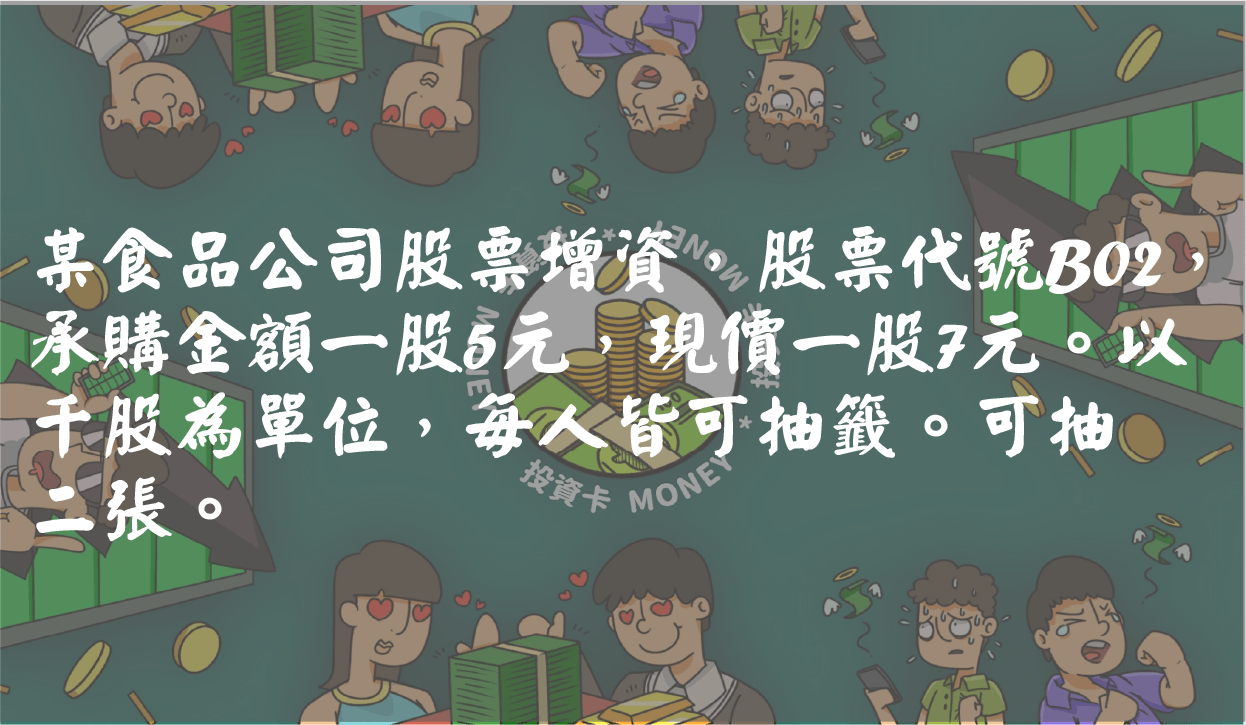 某食品公司股票增資、股票代號B02，
承購金額一股5元，現價一股7元。以
千股為單位，每人皆可抽籤。可抽
二張。
投資卡 MONEY